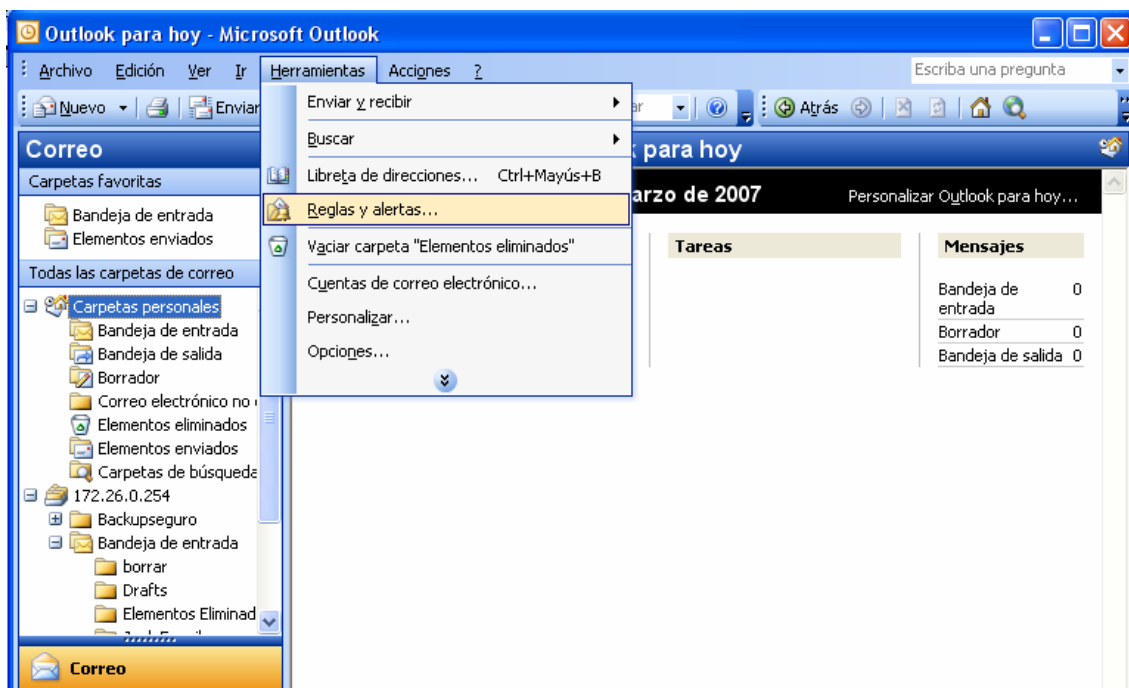 Outlook para hoy - Microsoft Outlook
Archivo Edición Ver Ir Herramientas Acciones ? Escriba una pregunta
Nuevo Enviar Atrás
Correo para hoy
Carpetas favoritas
Bandeja de entrada
Elementos enviados
Todas las carpetas de correo
Carpetas personales
Bandeja de entrada
Bandeja de salida
Borrador
Correo electrónico no
Elementos eliminados
Elementos enviados
Carpetas de búsqueda
172.26.0.254
Backupseguro
Bandeja de entrada
borrar
Drafts
Elementos Eliminad
Correo
Enviar y recibir
Buscar
Libreta de direcciones... Ctrl+Mayús+B
Reglas y alertas...
Vaciar carpeta "Elementos eliminados"
Cuentas de correo electrónico...
Personalizar...
Opciones...
arzo de 2007 Personalizar Outlook para hoy...
Tareas
Mensajes
Bandeja de entrada 0
Borrador 0
Bandeja de salida 0